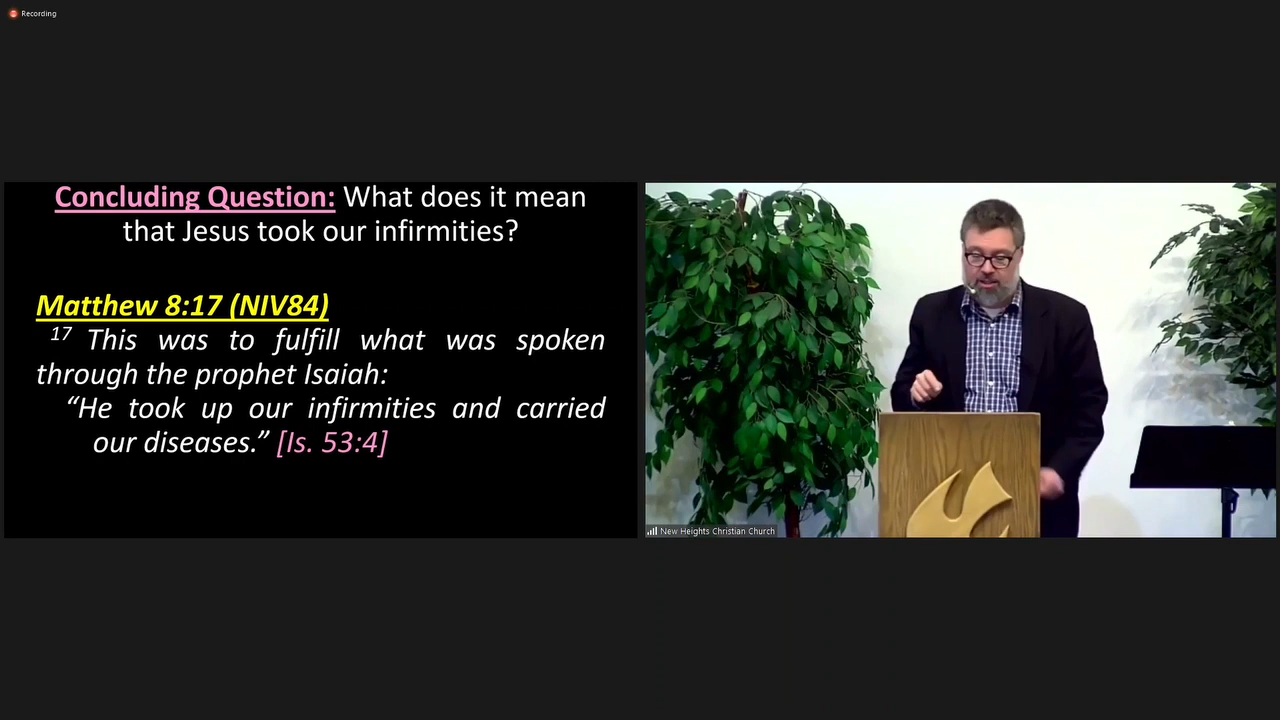 Recording
Concluding Question: What does it mean
that Jesus took our infirmities?
Matthew 8:17 (NIV84)
17 This was to fulfill what was spoken
through the prophet Isaiah:
“He took up our infirmities and carried
our diseases.” [Is. 53:4]
New Heights Christian Church